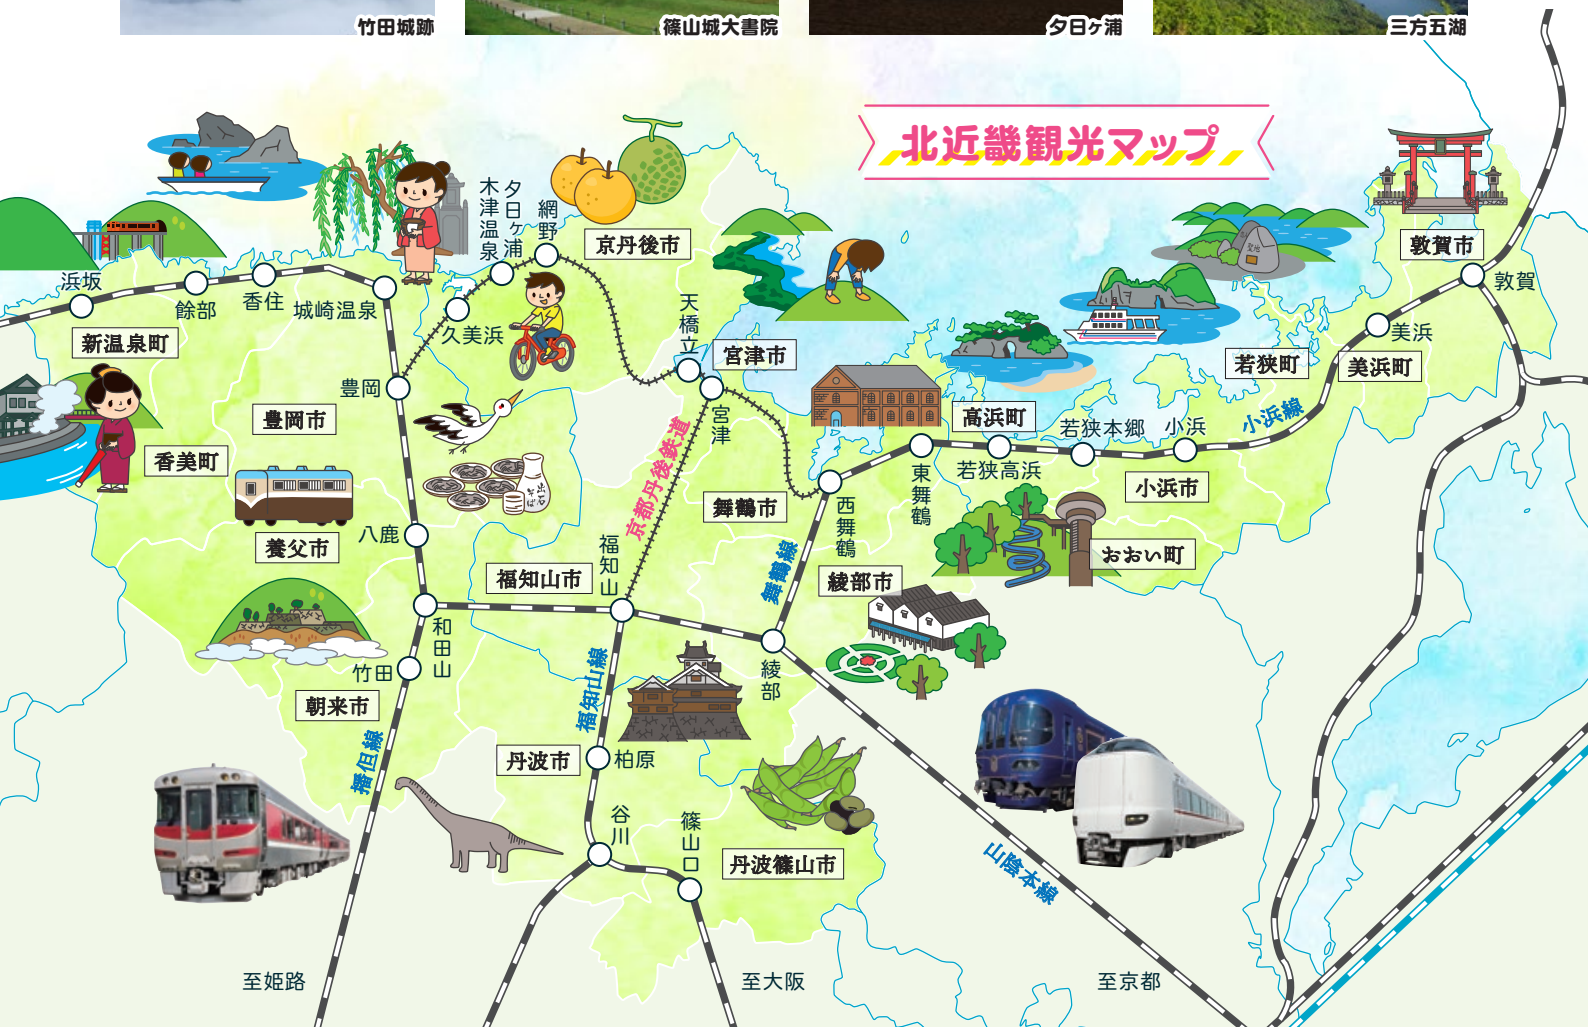 竹田城跡
篠山城大書院
夕日ヶ浦
三方五湖
北近畿観光マップ
木津温泉
夕日ヶ浦
網野
京丹後市
聖地
敦賀市
敦賀
浜坂
餘部
香住
城崎温泉
久美浜
天橋立
新温泉町
宮津市
美浜
若狭町
美浜町
豊岡
豊岡市
宮津
高浜町
若狭本郷
小浜
小浜線
香美町
京都丹後鉄道
東舞鶴
若狭高浜
小浜市
出石
そば
舞鶴市
西舞鶴
八鹿
養父市
福知山
福知山市
舞鶴線
綾部市
おおい町
和田山
竹田
綾部
朝来市
福知山線
播但線
丹波市
柏原
谷川
篠山口
丹波篠山市
山陰本線
至姫路
至大阪
至京都